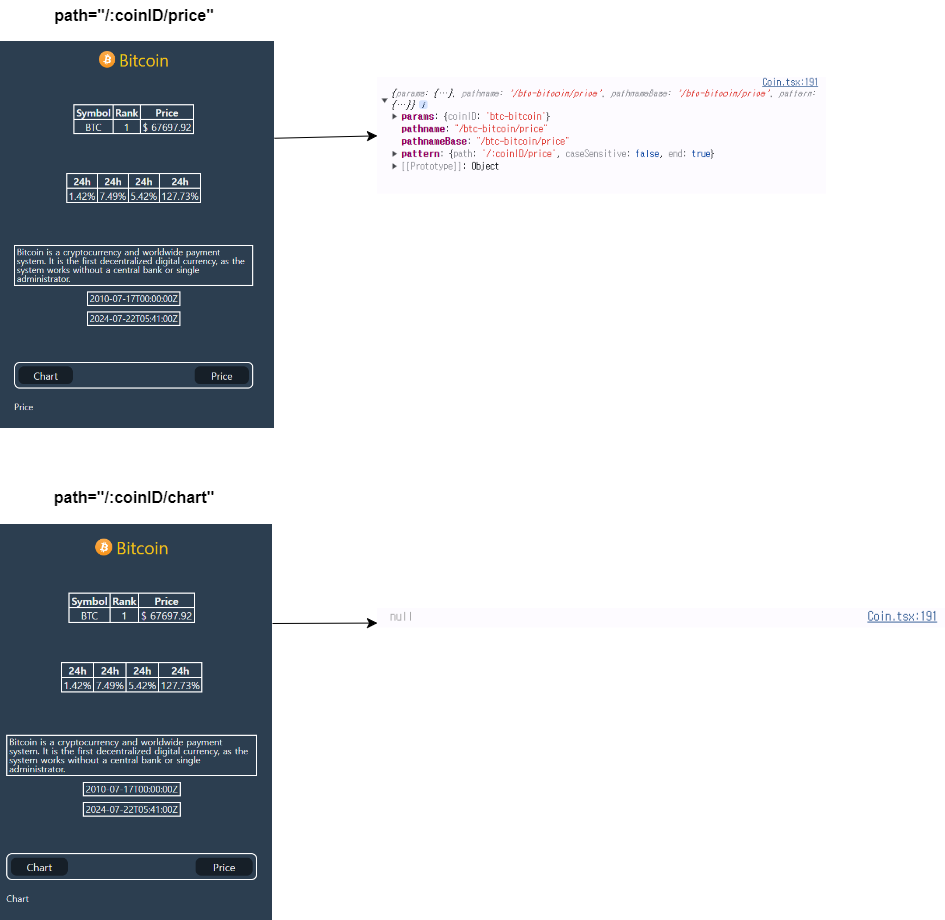 path="/:coinID/price"
Bitcoin
Symbol Rank Price
BTC 1 $ 67697.92
24h 24h 24h 24h
1.42% 7.49% 5.42% 127.73%
Bitcoin is a cryptocurrency and worldwide payment
system. It is the first decentralized digital currency, as the
system works without a central bank or single
administrator.
2010-07-17T00:00:00Z
2024-07-22T05:41:00Z
Chart Price
Price
Coin.tsx:191
{params: {…}, pathname: '/btc-bitcoin/price', pathnameBase: '/btc-bitcoin/price', pattern:
{…}} i
params: {coinID: 'btc-bitcoin'}
pathname: "/btc-bitcoin/price"
pathnameBase: "/btc-bitcoin/price"
pattern: {path: '/:coinID/price', caseSensitive: false, end: true}
[[Prototype]]: Object
path="/:coinID/chart"
Bitcoin
Symbol Rank Price
BTC 1 $ 67697.92
24h 24h 24h 24h
1.42% 7.49% 5.42% 127.73%
Bitcoin is a cryptocurrency and worldwide payment
system. It is the first decentralized digital currency, as the
system works without a central bank or single
administrator.
2010-07-17T00:00:00Z
2024-07-22T05:41:00Z
Chart Price
Chart
null Coin.tsx:191